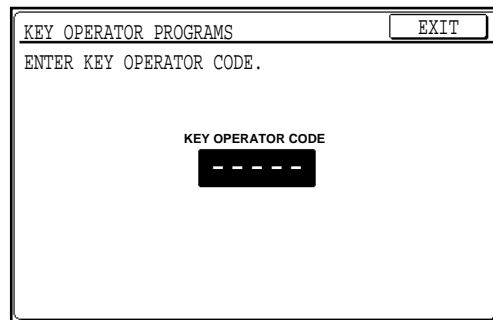 KEY OPERATOR PROGRAMS EXIT
ENTER KEY OPERATOR CODE.
KEY OPERATOR CODE
– – – – –